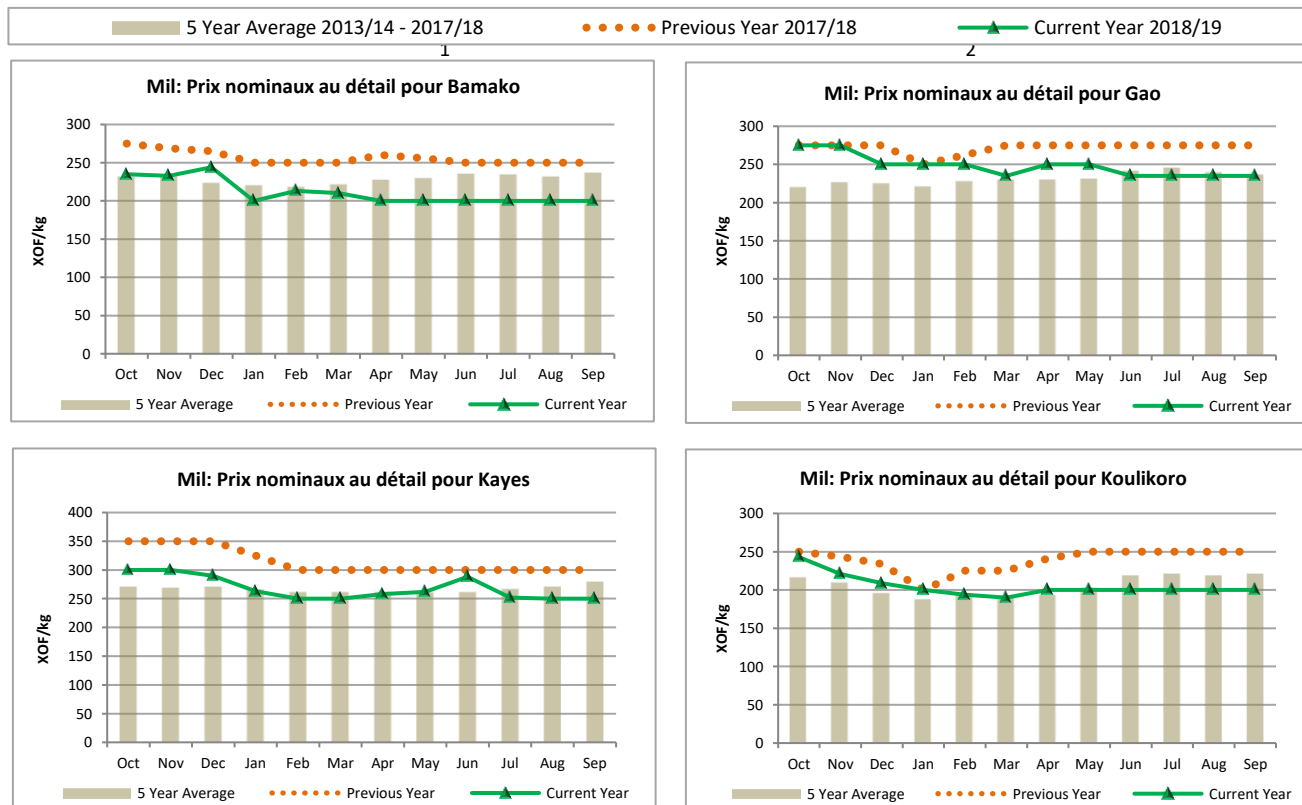 5 Year Average 2013/14 - 2017/18 Previous Year 2017/18 Current Year 2018/19
1 2
Mil: Prix nominaux au détail pour Bamako
XOF/kg
300
250
200
150
100
50
0
Oct Nov Dec Jan Feb Mar Apr May Jun Jul Aug Sep
5 Year Average Previous Year Current Year
Mil: Prix nominaux au détail pour Gao
XOF/kg
300
250
200
150
100
50
0
Oct Nov Dec Jan Feb Mar Apr May Jun Jul Aug Sep
5 Year Average Previous Year Current Year
Mil: Prix nominaux au détail pour Kayes
XOF/kg
400
350
300
250
200
150
100
50
0
Oct Nov Dec Jan Feb Mar Apr May Jun Jul Aug Sep
5 Year Average Previous Year Current Year
Mil: Prix nominaux au détail pour Koulikoro
XOF/kg
300
250
200
150
100
50
0
Oct Nov Dec Jan Feb Mar Apr May Jun Jul Aug Sep
5 Year Average Previous Year Current Year